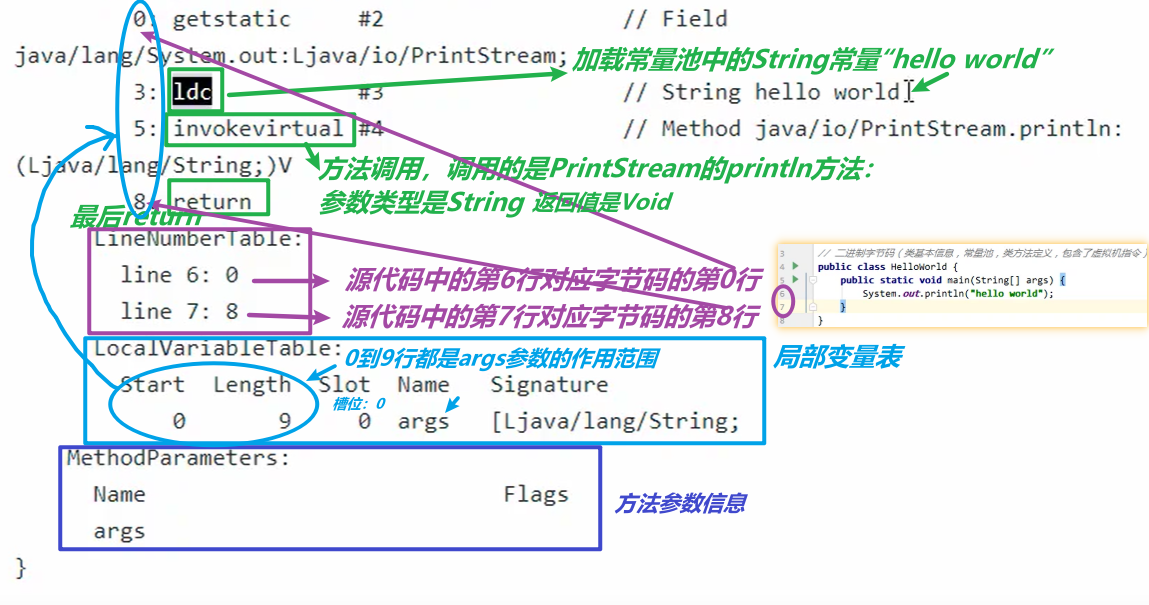 0: getstatic #2 // Field
java/lang/System.out:Ljava/io/PrintStream;
加载常量池中的String常量“hello world”
3: ldc #3 // String hello world
5: invokevirtual #4 // Method java/io/PrintStream.println:
(Ljava/lang/String;)V
方法调用，调用的是PrintStream的println方法：
参数类型是String 返回值是Void
8: return
最后return
LineNumberTable:
line 6: 0
源代码中的第6行对应字节码的第0行
line 7: 8
源代码中的第7行对应字节码的第8行
3 // 二进制字节码（类基本信息，常量池，类方法定义，包含了虚拟机指令）
4 public class HelloWorld {
5 public static void main(String[] args) {
6 System.out.println("hello world");
7 }
8 }
LocalVariableTable:
0到9行都是args参数的作用范围
局部变量表
Start Length Slot Name Signature
槽位：0
0 9 0 args [Ljava/lang/String;
MethodParameters:
Name Flags
方法参数信息
args
}